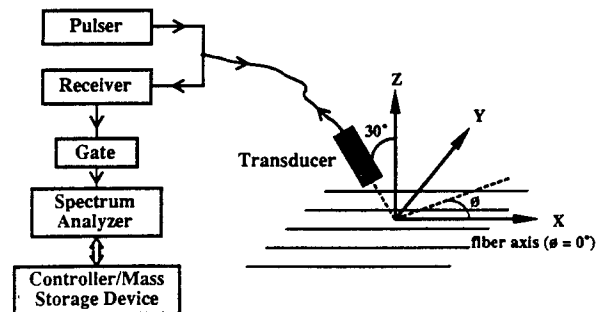 Pulser
Receiver
Gate
Spectrum
Analyzer
Controller/Mass
Storage Device
Transducer
30°
Z
Y
X
ø
fiber axis (ø = 0°)